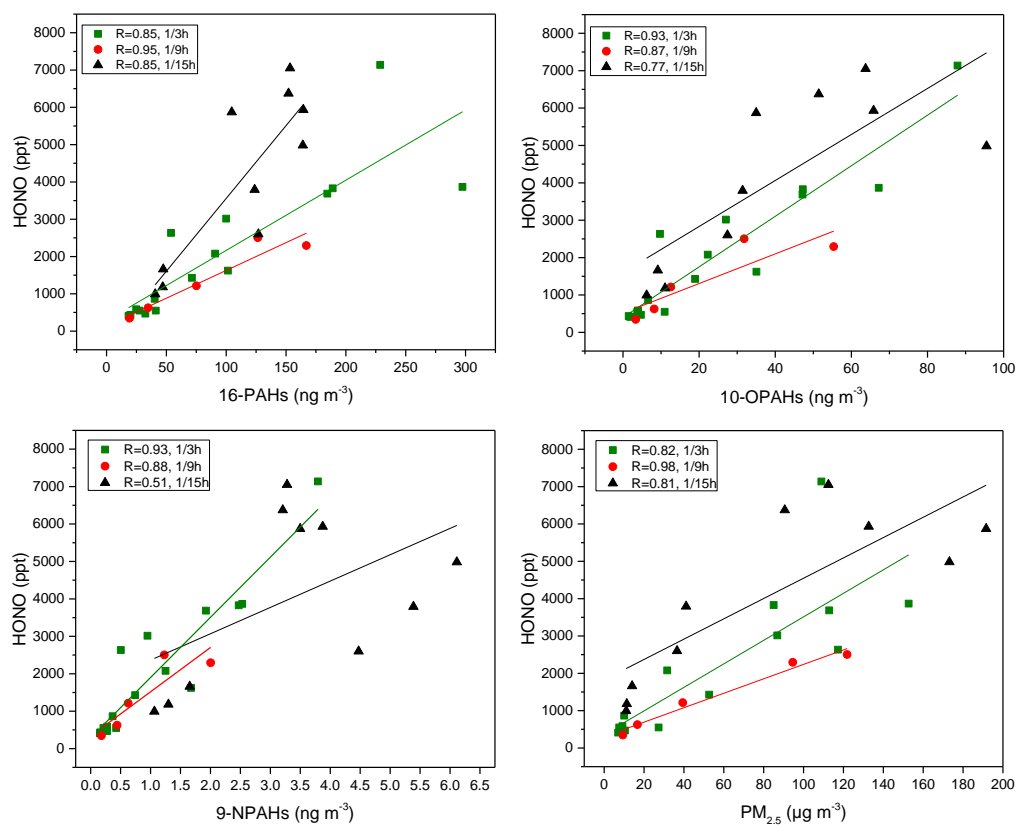 R=0.85, 1/3h
R=0.95, 1/9h
R=0.85, 1/15h
8000
7000
6000
5000
4000
3000
2000
1000
0
HONO (ppt)
0 50 100 150 200 250 300
16-PAHs (ng m⁻³)
R=0.93, 1/3h
R=0.87, 1/9h
R=0.77, 1/15h
8000
7000
6000
5000
4000
3000
2000
1000
0
HONO (ppt)
0 20 40 60 80 100
10-OPAHs (ng m⁻³)
R=0.93, 1/3h
R=0.88, 1/9h
R=0.51, 1/15h
8000
7000
6000
5000
4000
3000
2000
1000
0
HONO (ppt)
0.0 0.5 1.0 1.5 2.0 2.5 3.0 3.5 4.0 4.5 5.0 5.5 6.0 6.5
9-NPAHs (ng m⁻³)
R=0.82, 1/3h
R=0.98, 1/9h
R=0.81, 1/15h
8000
7000
6000
5000
4000
3000
2000
1000
0
HONO (ppt)
0 20 40 60 80 100 120 140 160 180 200
PM₂.₅ (µg m⁻³)